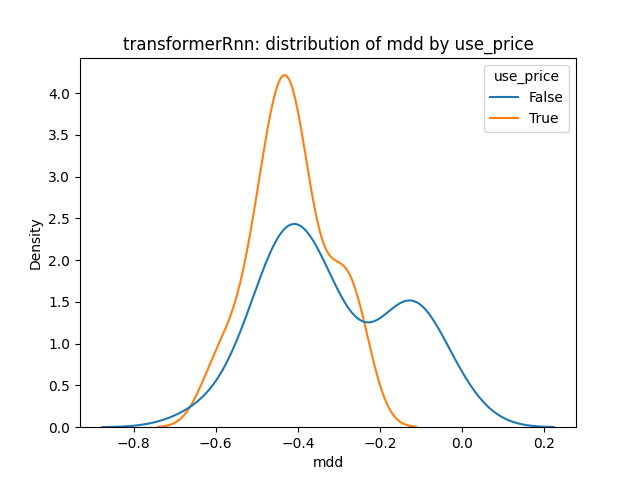 transformerRnn: distribution of mdd by use_price
use_price
False
True
Density
4.0
3.5
3.0
2.5
2.0
1.5
1.0
0.5
0.0
−0.8
−0.6
−0.4
−0.2
0.0
0.2
mdd